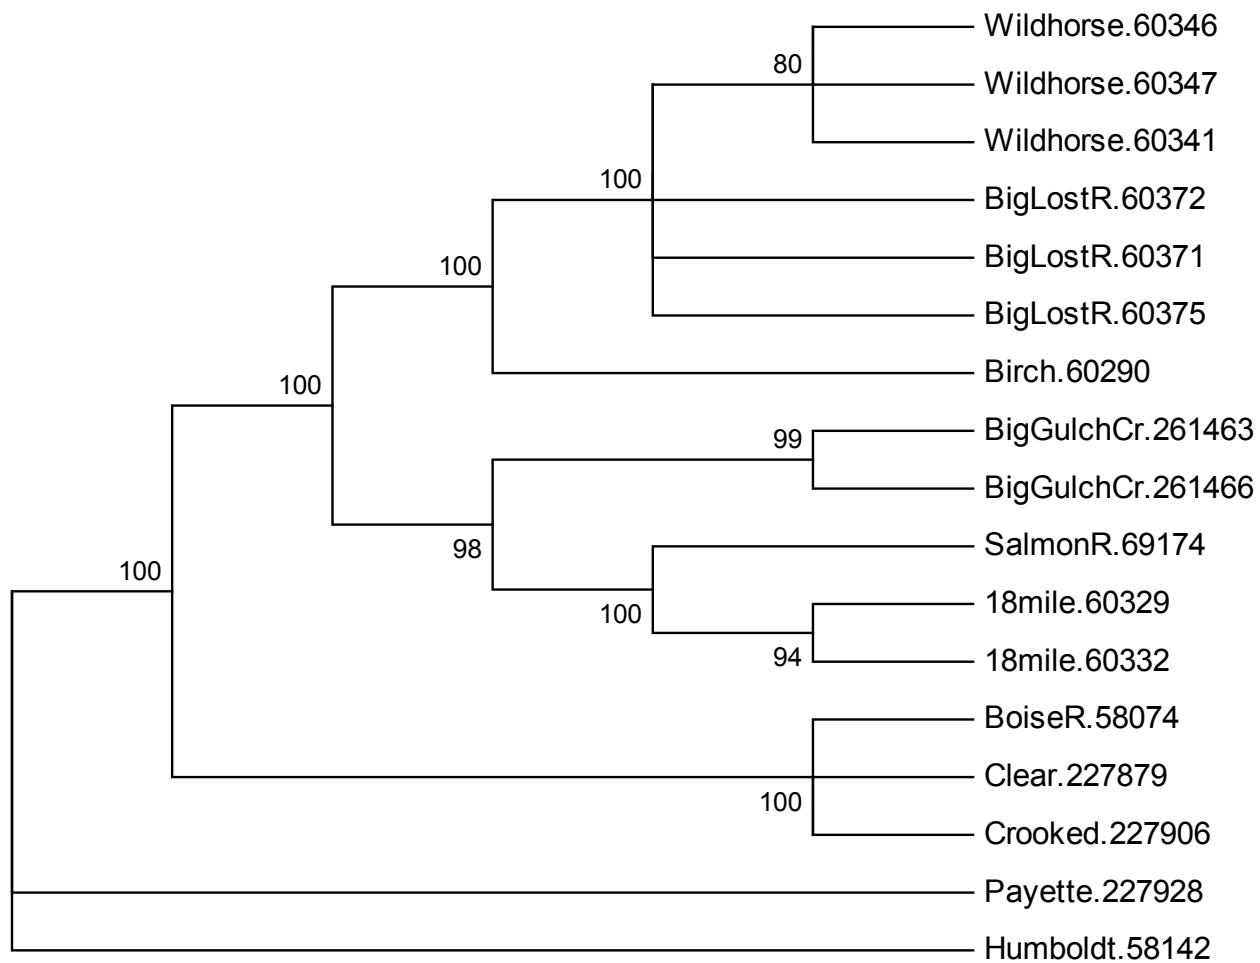 Wildhorse.60346
80
Wildhorse.60347
Wildhorse.60341
100
BigLostR.60372
BigLostR.60371
100
BigLostR.60375
Birch.60290
100
BigGulchCr.261463
99
BigGulchCr.261466
98
SalmonR.69174
100
18mile.60329
100
18mile.60332
94
BoiseR.58074
Clear.227879
100
Crooked.227906
Payette.227928
Humboldt.58142